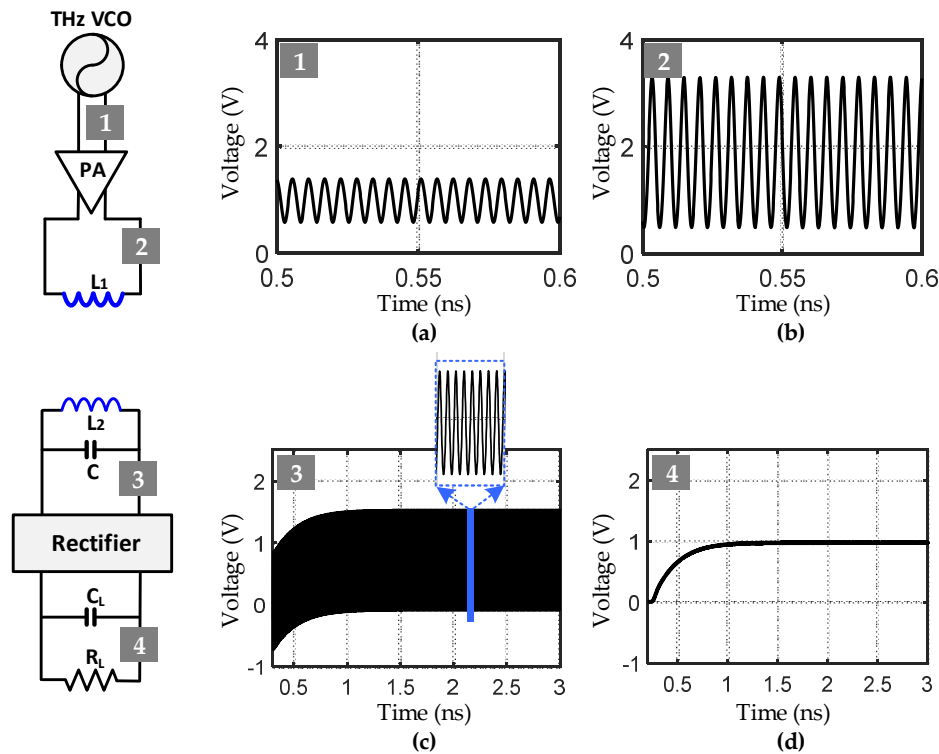 THz VCO
1
PA
2
L1
1
Voltage (V)
4
2
0
0.5
0.55
0.6
Time (ns)
(a)
2
Voltage (V)
4
2
0
0.5
0.55
0.6
Time (ns)
(b)
L2
C
3
Rectifier
CL
4
RL
3
Voltage (V)
2
1
0
-1
0.5 1 1.5 2 2.5 3
Time (ns)
(c)
4
Voltage (V)
2
1
0
-1
0.5 1 1.5 2 2.5 3
Time (ns)
(d)